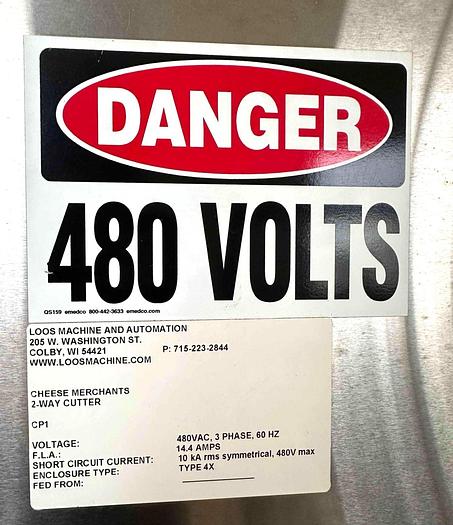 DANGER
480 VOLTS
QS159 emedco 800-442-3633 emedco.com
LOOS MACHINE AND AUTOMATION
205 W. WASHINGTON ST.
COLBY, WI 54421 P: 715-223-2844
WWW.LOOSMACHINE.COM
CHEESE MERCHANTS
2-WAY CUTTER
CP1
VOLTAGE: 480VAC, 3 PHASE, 60 HZ
F.L.A.: 14.4 AMPS
SHORT CIRCUIT CURRENT: 10 kA rms symmetrical, 480V max
ENCLOSURE TYPE: TYPE 4X
FED FROM: